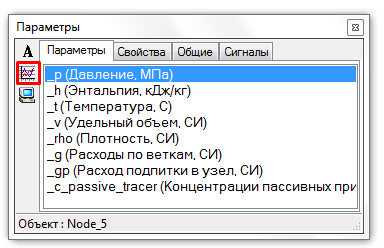 Параметры
A
Параметры Свойства Общие Сигналы
_p (Давление, МПа)
_h (Энтальпия, кДж/кг)
_t (Температура, С)
_v (Удельный объем, СИ)
_rho (Плотность, СИ)
_g (Расходы по веткам, СИ)
_gp (Расход подпитки в узел, СИ)
_c_passive_tracer (Концентрации пассивных при
Объект : Node_5